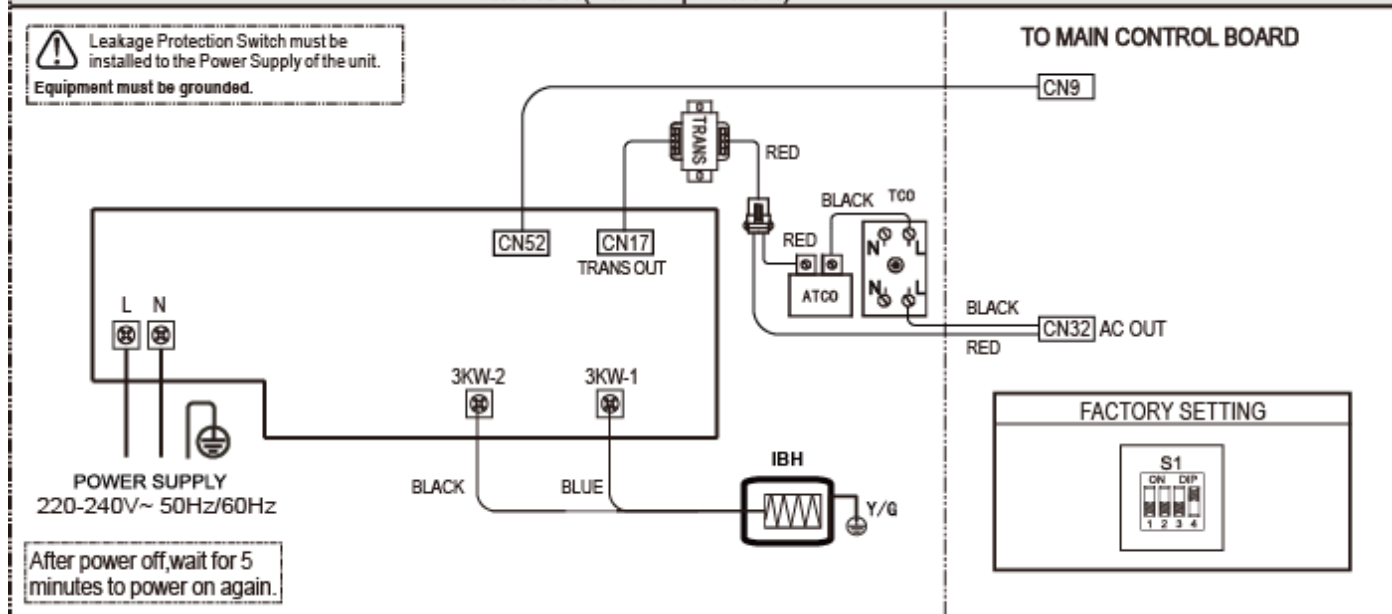 Leakage Protection Switch must be
installed to the Power Supply of the unit.
Equipment must be grounded.
TO MAIN CONTROL BOARD
CN9
TRANS
RED
BLACK TCO
RED
N L
N L
ATCO
CN52
CN17
TRANS OUT
BLACK
CN32 AC OUT
RED
L N
3KW-2
3KW-1
FACTORY SETTING
S1
ON DIP
1 2 3 4
POWER SUPPLY
220-240V~ 50Hz/60Hz
BLACK
BLUE
IBH
Y/G
After power off,wait for 5
minutes to power on again.